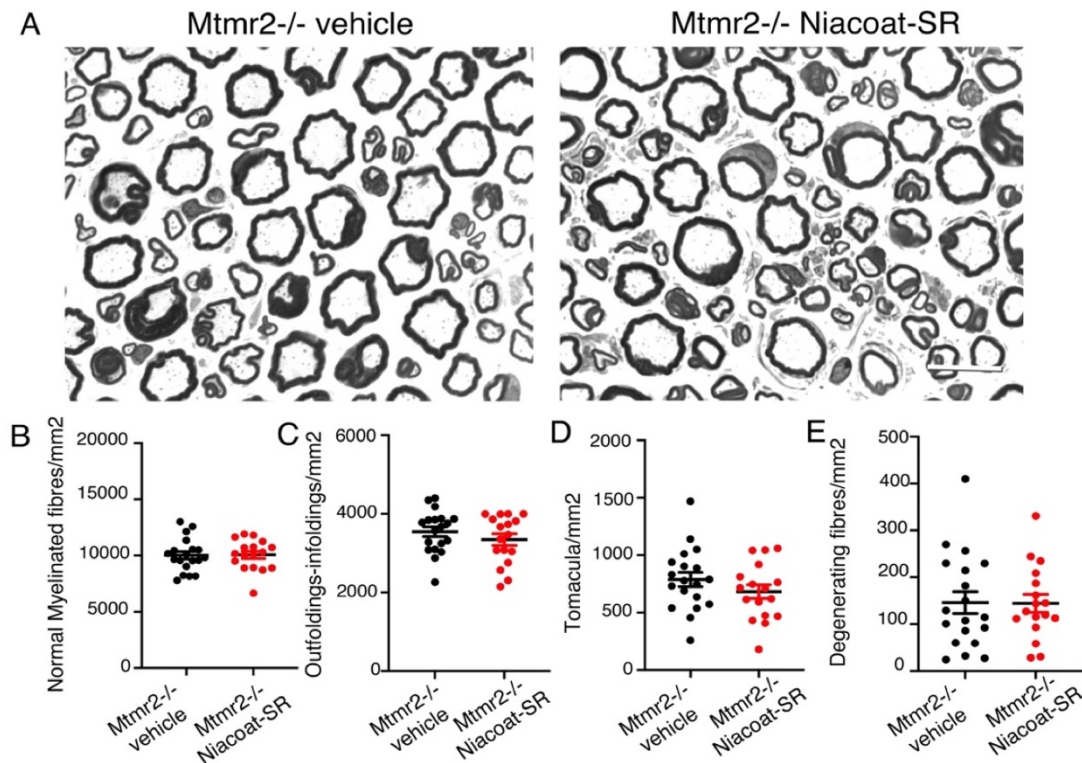 A
Mtmr2-/- vehicle
Mtmr2-/- Niacoat-SR
B
Normal Myelinated fibres/mm2
20000
15000
10000
5000
0
Mtmr2-/-
vehicle
Mtmr2-/-
Niacoat-SR
C
Outfoldings-infoldings/mm2
6000
4000
2000
0
Mtmr2-/-
vehicle
Mtmr2-/-
Niacoat-SR
D
Tomacula/mm2
2000
1500
1000
500
0
Mtmr2-/-
vehicle
Mtmr2-/-
Niacoat-SR
E
Degenerating fibres/mm2
500
400
300
200
100
0
Mtmr2-/-
vehicle
Mtmr2-/-
Niacoat-SR